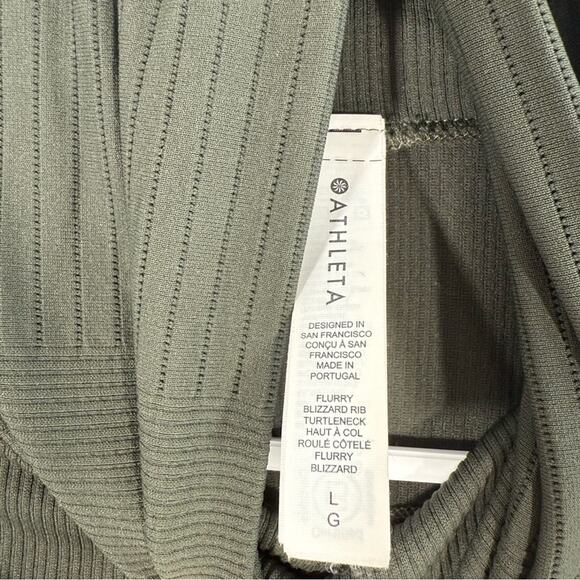 ATHLETA
DESIGNED IN
SAN FRANCISCO
CONÇU À SAN
FRANCISCO
MADE IN
PORTUGAL
FLURRY
BLIZZARD RIB
TURTLENECK
HAUT À COL
ROULÉ CÔTELÉ
FLURRY
BLIZZARD
L
G